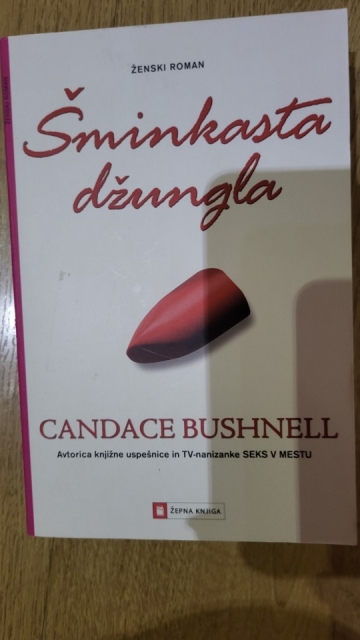 ŽENSKI ROMAN
Šminkasta
džungla
CANDACE BUSHNELL
Avtorica knjižne uspešnice in TV-nanizanke SEKS V MESTU
ŽEPNA KNJIGA